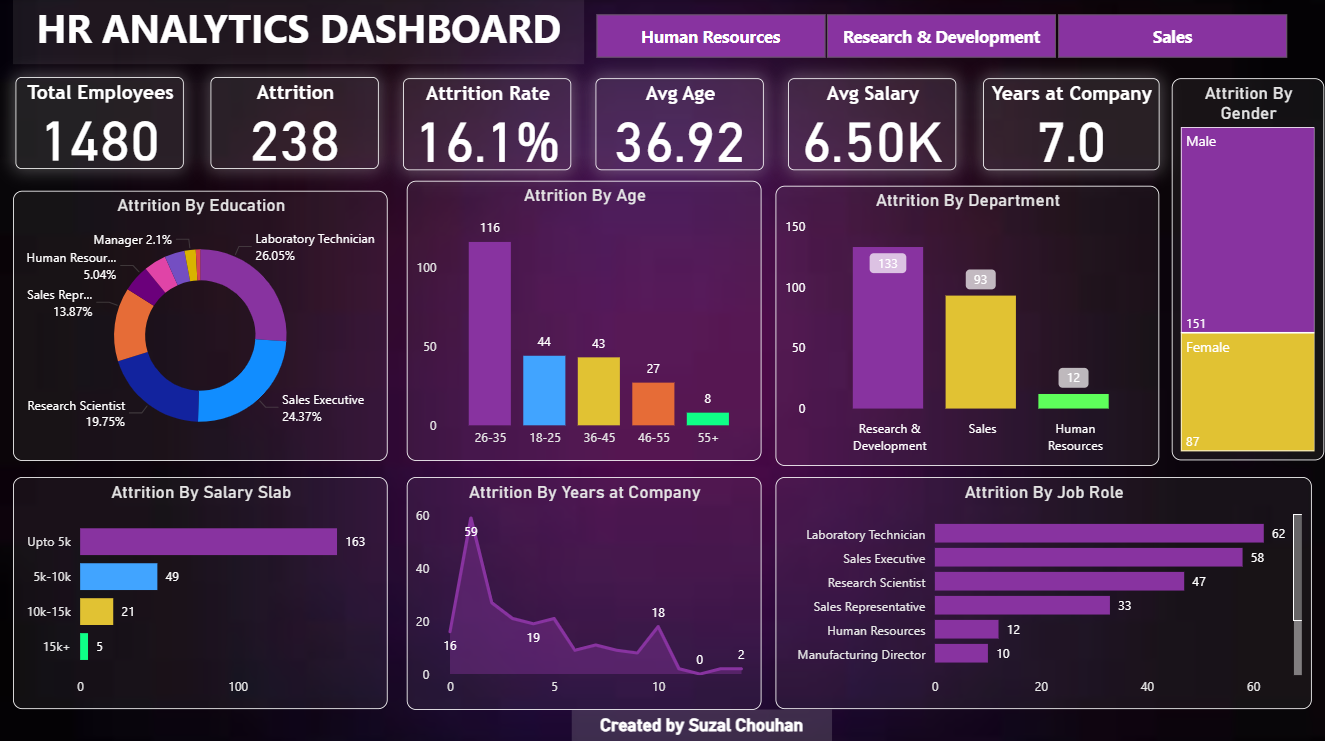 HR ANALYTICS DASHBOARD
Human Resources
Research & Development
Sales
Total Employees
1480
Attrition
238
Attrition Rate
16.1%
Avg Age
36.92
Avg Salary
6.50K
Years at Company
7.0
Attrition By
Gender
Male
151
Female
87
Attrition By Education
Manager 2.1%
Laboratory Technician
26.05%
Human Resour...
5.04%
Sales Repr...
13.87%
Research Scientist
19.75%
Sales Executive
24.37%
Attrition By Age
116
100
44
43
50
27
8
0
26-35
18-25
36-45
46-55
55+
Attrition By Department
150
133
100
93
50
12
0
Research &
Development
Sales
Human
Resources
Attrition By Salary Slab
Upto 5k
163
5k-10k
49
10k-15k
21
15k+
5
0
100
Attrition By Years at Company
60
59
40
20
18
19
16
0
2
0
0
5
10
Attrition By Job Role
Laboratory Technician
62
Sales Executive
58
Research Scientist
47
Sales Representative
33
Human Resources
12
Manufacturing Director
10
0
20
40
60
Created by Suzal Chouhan